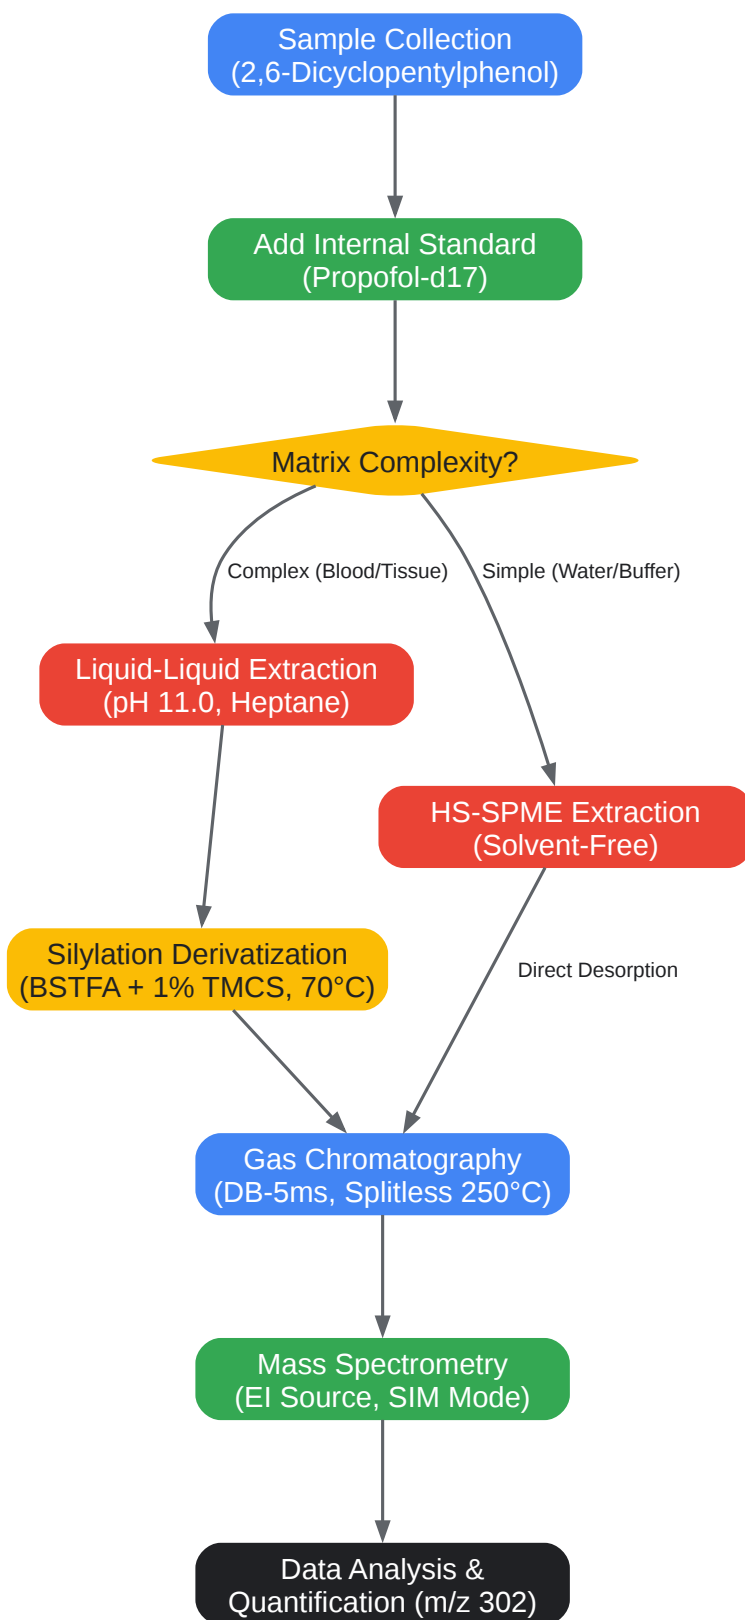 Sample Collection
(2,6-Dicyclopentylphenol)
Add Internal Standard
(Propofol-d17)
Matrix Complexity?
Complex (Blood/Tissue)
Simple (Water/Buffer)
Liquid-Liquid Extraction
(pH 11.0, Heptane)
HS-SPME Extraction
(Solvent-Free)
Silylation Derivatization
(BSTFA + 1% TMCS, 70°C)
Direct Desorption
Gas Chromatography
(DB-5ms, Splitless 250°C)
Mass Spectrometry
(EI Source, SIM Mode)
Data Analysis &
Quantification (m/z 302)